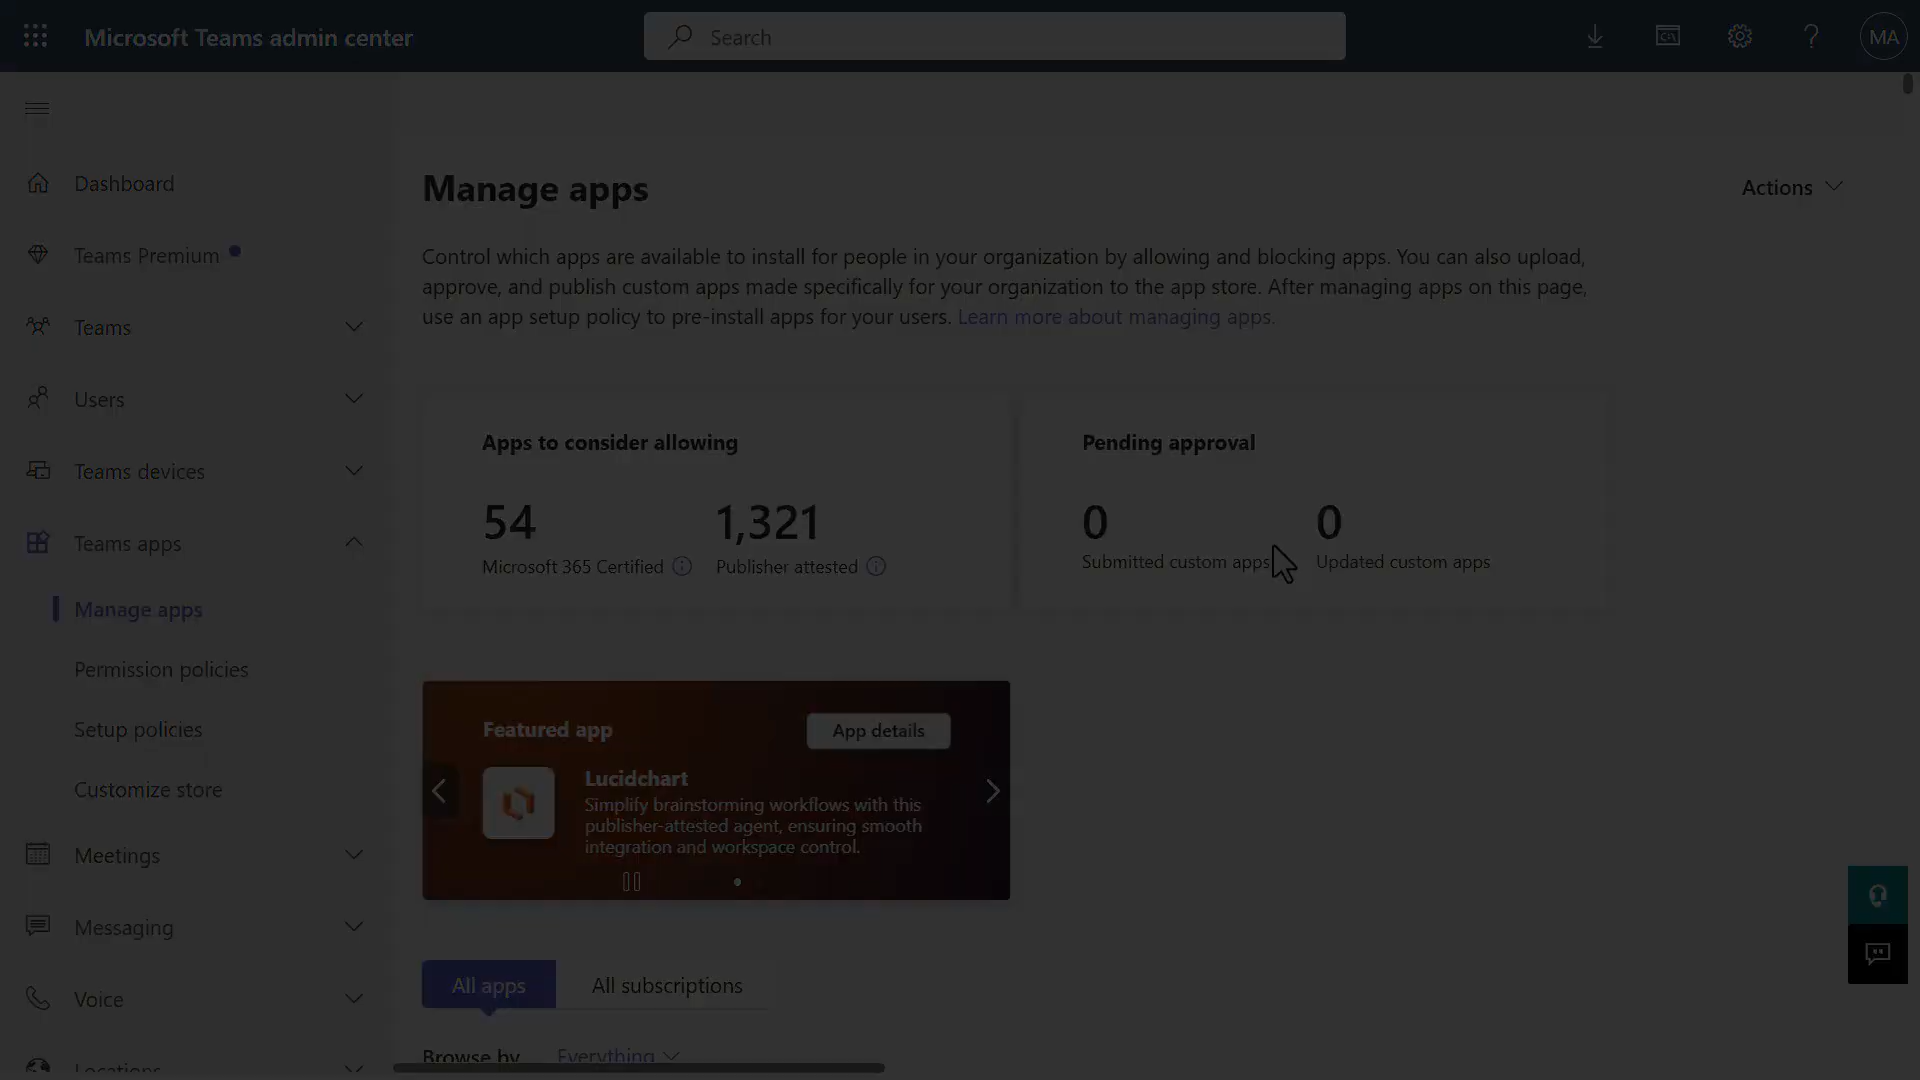 Microsoft Teams admin center
Search
MA
Dashboard
Teams Premium
Teams
Users
Teams devices
Teams apps
Manage apps
Permission policies
Setup policies
Customize store
Meetings
Messaging
Voice
Locations
Manage apps
Actions
Control which apps are available to install for people in your organization by allowing and blocking apps. You can also upload,
approve, and publish custom apps made specifically for your organization to the app store. After managing apps on this page,
use an app setup policy to pre-install apps for your users. Learn more about managing apps.
Apps to consider allowing
54
Microsoft 365 Certified
1,321
Publisher attested
Pending approval
0
Submitted custom apps
0
Updated custom apps
Featured app
App details
Lucidchart
Simplify brainstorming workflows with this
publisher-attested agent, ensuring smooth
integration and workspace control.
All apps
All subscriptions
Browse by
Everything